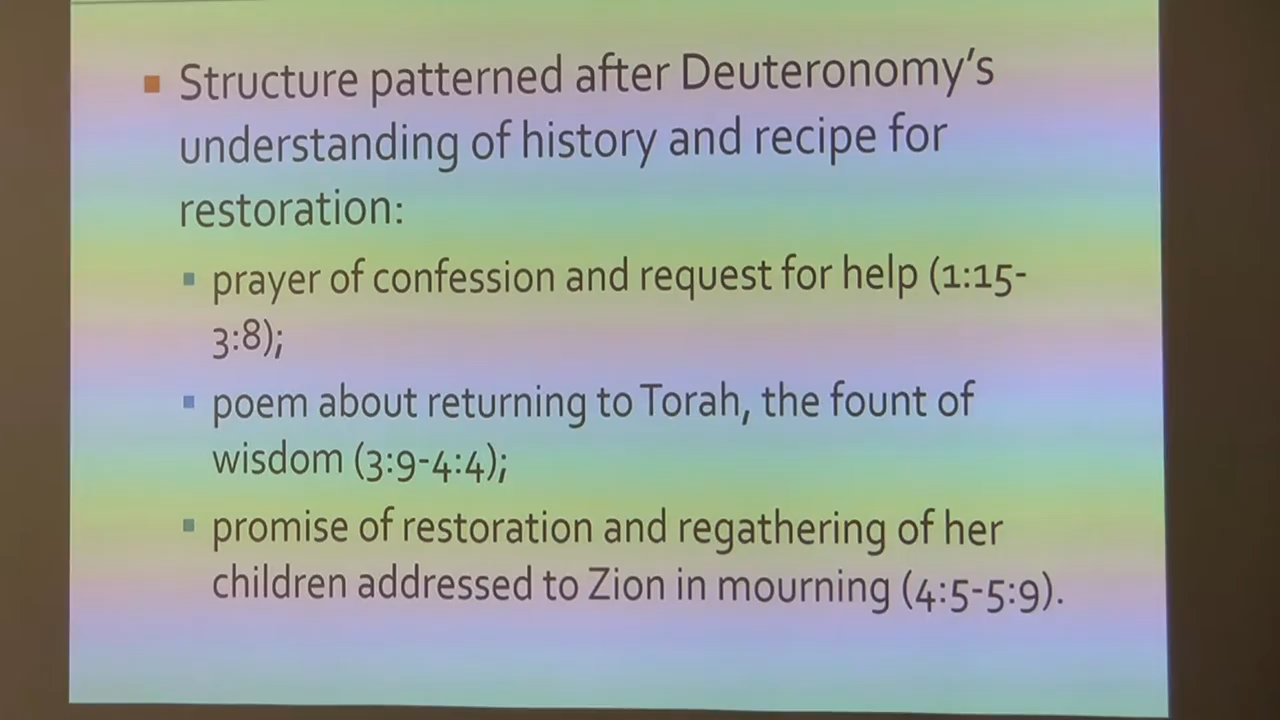 Structure patterned after Deuteronomy's
understanding of history and recipe for
restoration:
prayer of confession and request for help (1:15-
3:8);
poem about returning to Torah, the fount of
wisdom (3:9-4:4);
promise of restoration and regathering of her
children addressed to Zion in mourning (4:5-5:9).